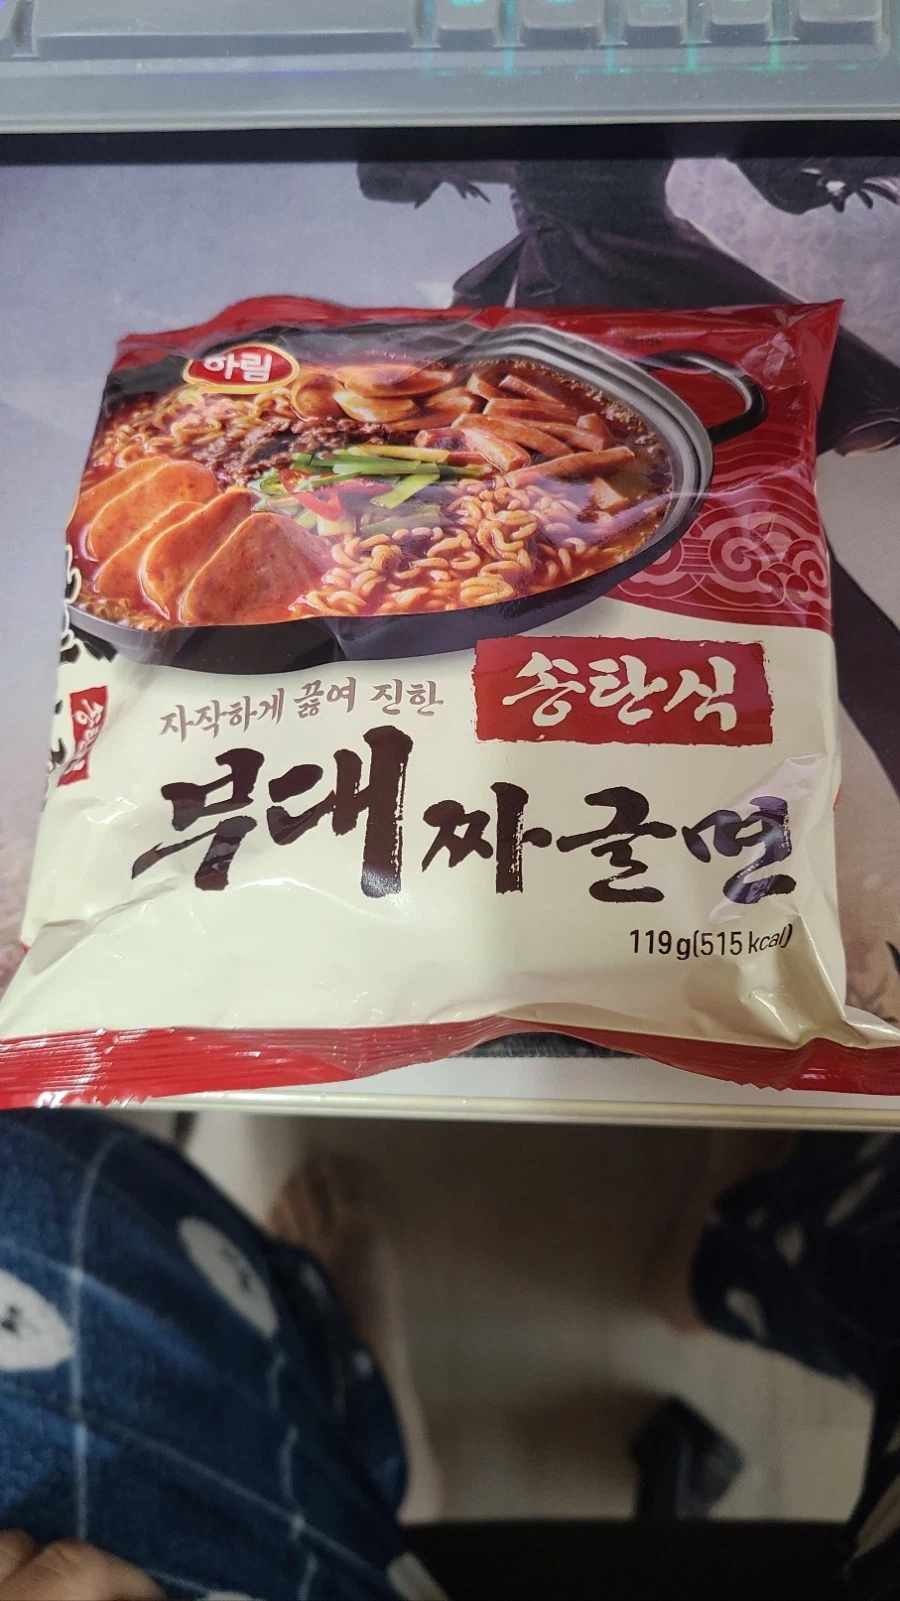 하림
자작하게 끓여 진한
송탄식
부대짜글면
119g(515 kcal)